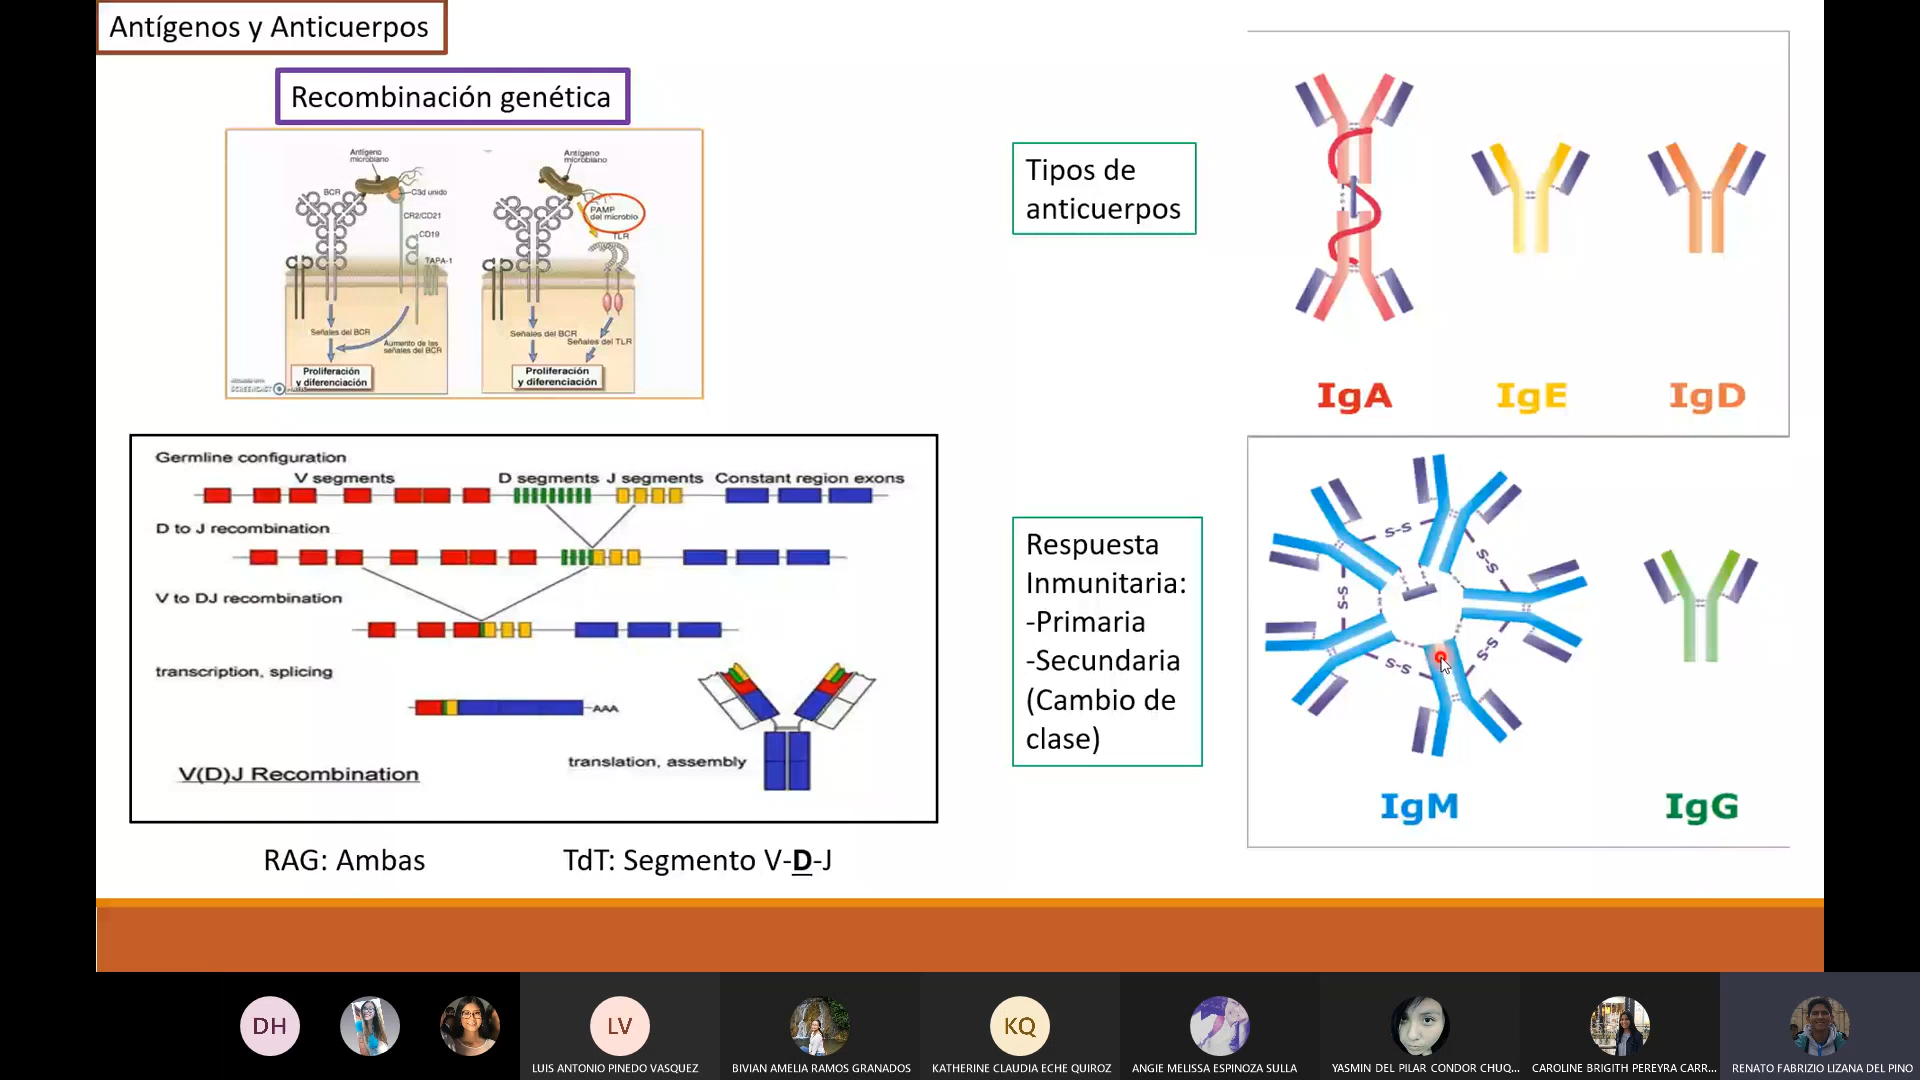 Antígenos y Anticuerpos
Recombinación genética
Antígeno
microbiano
BCR
C3d unido
CR2/CD21
CD19
TAPA-1
Señales del BCR
Aumento de las
señales del BCR
Proliferación
y diferenciación
Antígeno
microbiano
PAMP
del microbio
TLR
Señales del BCR
Señales del TLR
Proliferación
y diferenciación
Germline configuration
V segments
D segments
J segments
Constant region exons
D to J recombination
V to DJ recombination
transcription, splicing
AAA
translation, assembly
V(D)J Recombination
RAG: Ambas
TdT: Segmento V-D-J
Tipos de
anticuerpos
IgA
IgE
IgD
Respuesta
Inmunitaria:
-Primaria
-Secundaria
(Cambio de
clase)
S-S
S-S
S-S
S-S
S-S
IgM
IgG
DH
LV
LUIS ANTONIO PINEDO VASQUEZ
BIVIAN AMELIA RAMOS GRANADOS
KQ
KATHERINE CLAUDIA ECHE QUIROZ
ANGIE MELISSA ESPINOZA SULLA
YASMIN DEL PILAR CONDOR CHUQ...
CAROLINE BRIGITH PEREYRA CARR...
RENATO FABRIZIO LIZANA DEL PINO